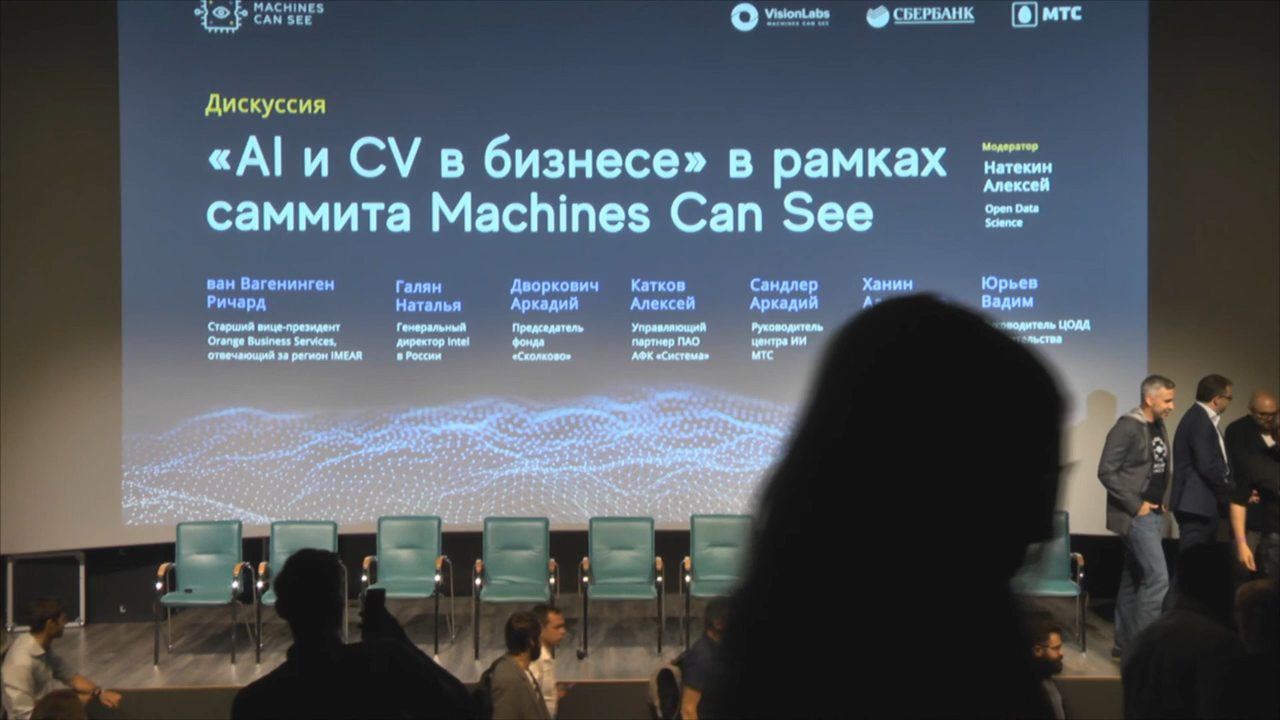 MACHINES
CAN SEE
VisionLabs
MACHINES CAN SEE
СБЕРБАНК
МТС
Дискуссия
«AI и CV в бизнесе» в рамках
саммита Machines Can See
Модератор
Натекин
Алексей
Open Data
Science
ван Вагенинген
Ричард
Старший вице-президент
Orange Business Services,
отвечающий за регион IMEAR
Галян
Наталья
Генеральный
директор Intel
в России
Дворкович
Аркадий
Председатель
фонда
«Сколково»
Катков
Алексей
Управляющий
партнер ПАО
АФК «Система»
Сандлер
Аркадий
Руководитель
центра ИИ
МТС
Ханин
Юрьев
Вадим
ЦОДД